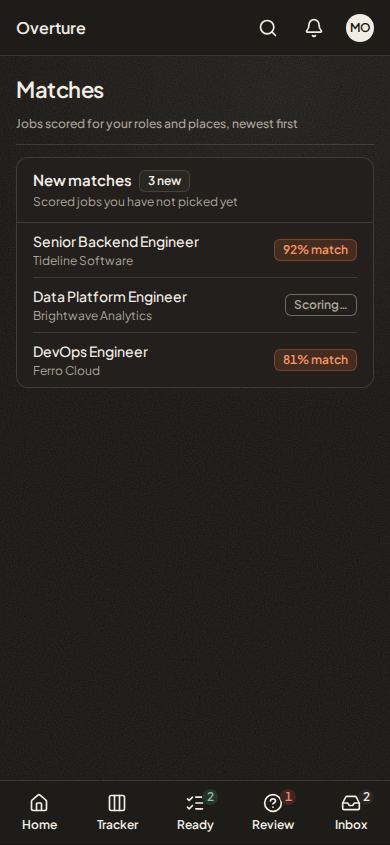 Overture
MO
Matches
Jobs scored for your roles and places, newest first
New matches 3 new
Scored jobs you have not picked yet
Senior Backend Engineer
Tideline Software
92% match
Data Platform Engineer
Brightwave Analytics
Scoring…
DevOps Engineer
Ferro Cloud
81% match
2 1 2
Home Tracker Ready Review Inbox